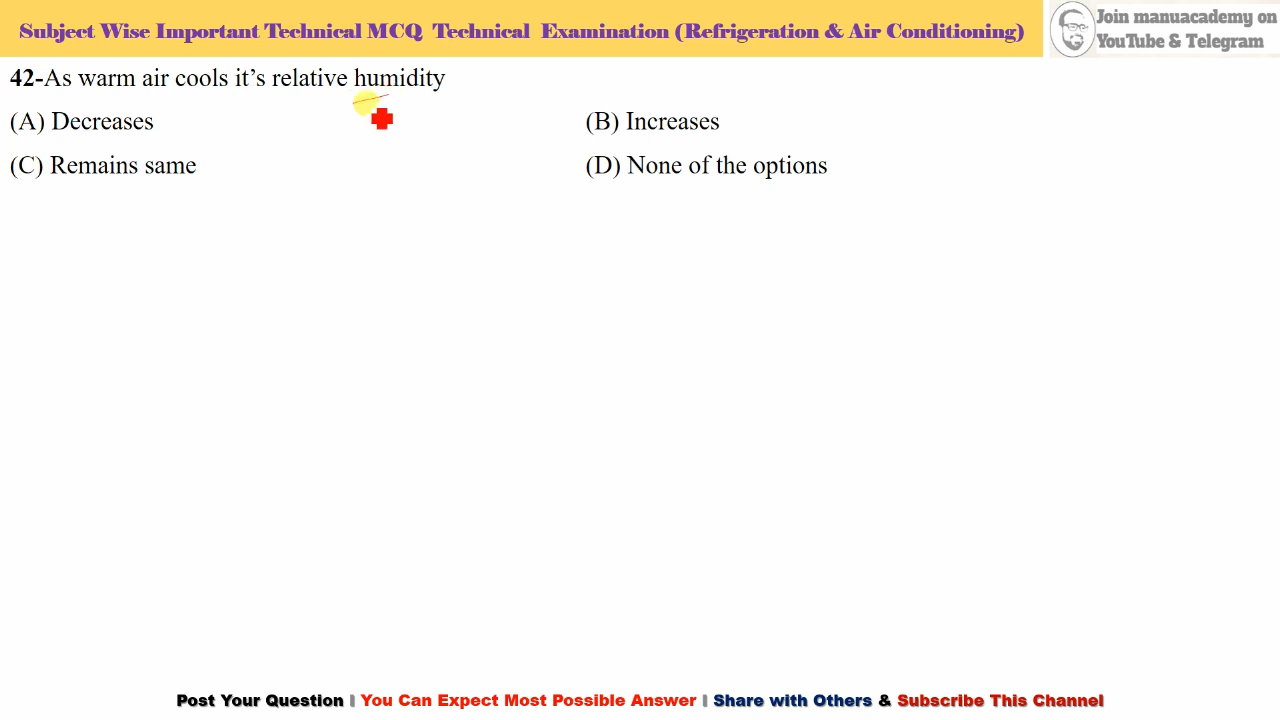 Subject Wise Important Technical MCQ Technical Examination (Refrigeration & Air Conditioning)
Join manuacademy on
YouTube & Telegram
42-As warm air cools it’s relative humidity
(A) Decreases (B) Increases
(C) Remains same (D) None of the options
Post Your Question | You Can Expect Most Possible Answer | Share with Others & Subscribe This Channel